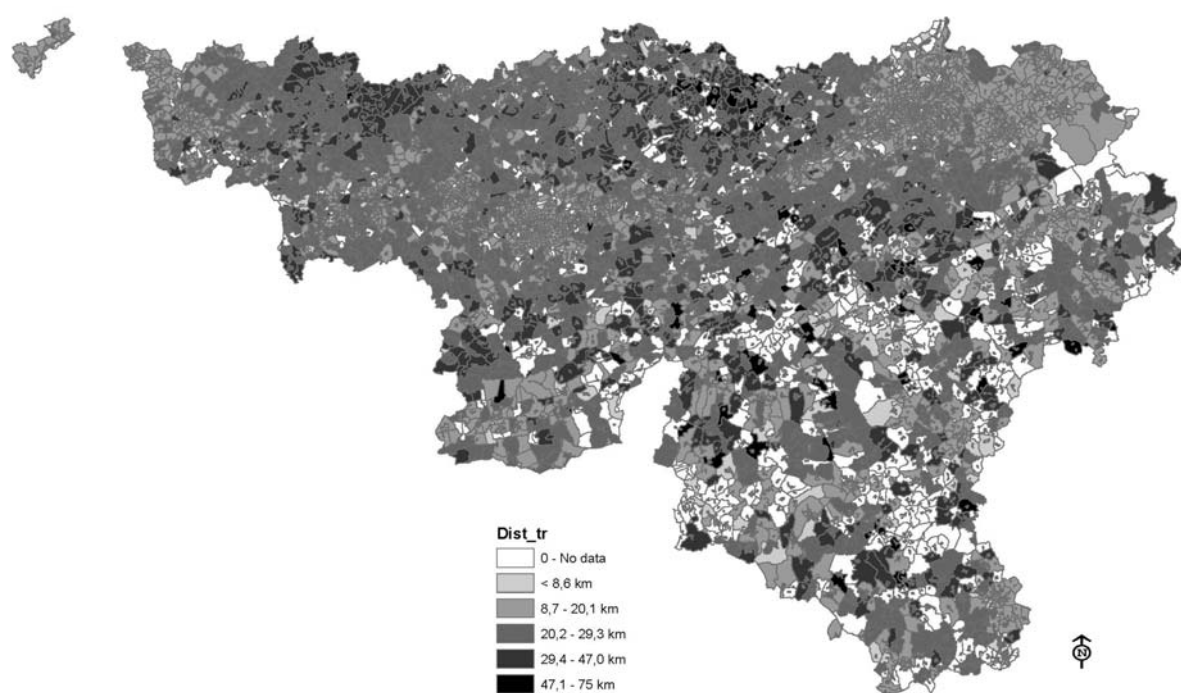 Dist_tr
0 - No data
< 8,6 km
8,7 - 20,1 km
20,2 - 29,3 km
29,4 - 47,0 km
47,1 - 75 km
N